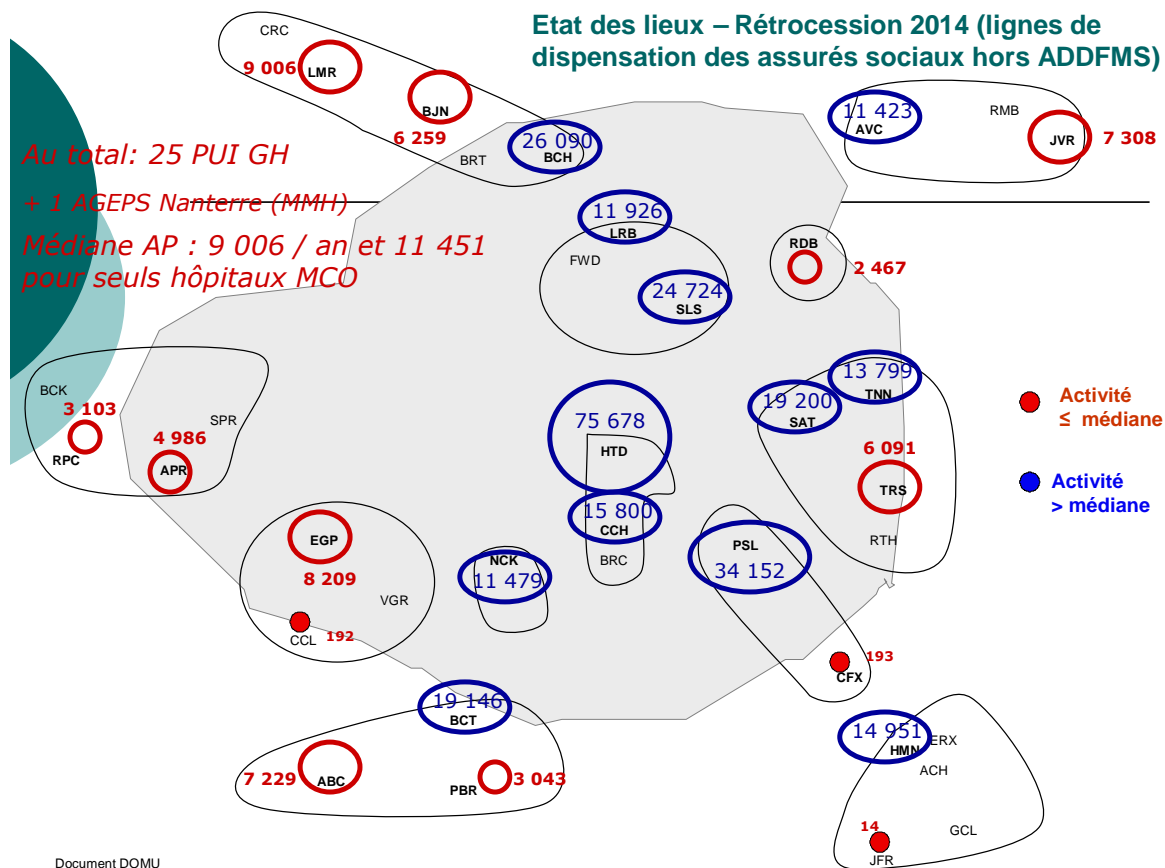 Etat des lieux – Rétrocession 2014 (lignes de
dispensation des assurés sociaux hors ADDFMS)
CRC
9 006
LMR
BJN
6 259
BRT
26 090
BCH
11 423
AVC
RMB
JVR
7 308
Au total: 25 PUI GH
+ 1 AGEPS Nanterre (MMH)
Médiane AP : 9 006 / an et 11 451
pour seuls hôpitaux MCO
11 926
LRB
FWD
24 724
SLS
RDB
2 467
BCK
3 103
RPC
SPR
4 986
APR
75 678
HTD
15 800
CCH
BRC
13 799
TNN
19 200
SAT
6 091
TRS
RTH
Activité
≤ médiane
Activité
> médiane
EGP
8 209
VGR
CCL
192
NCK
11 479
PSL
34 152
193
CFX
19 146
BCT
7 229
ABC
PBR
3 043
14 951
HMN
ERX
ACH
GCL
14
JFR
Document DOMU